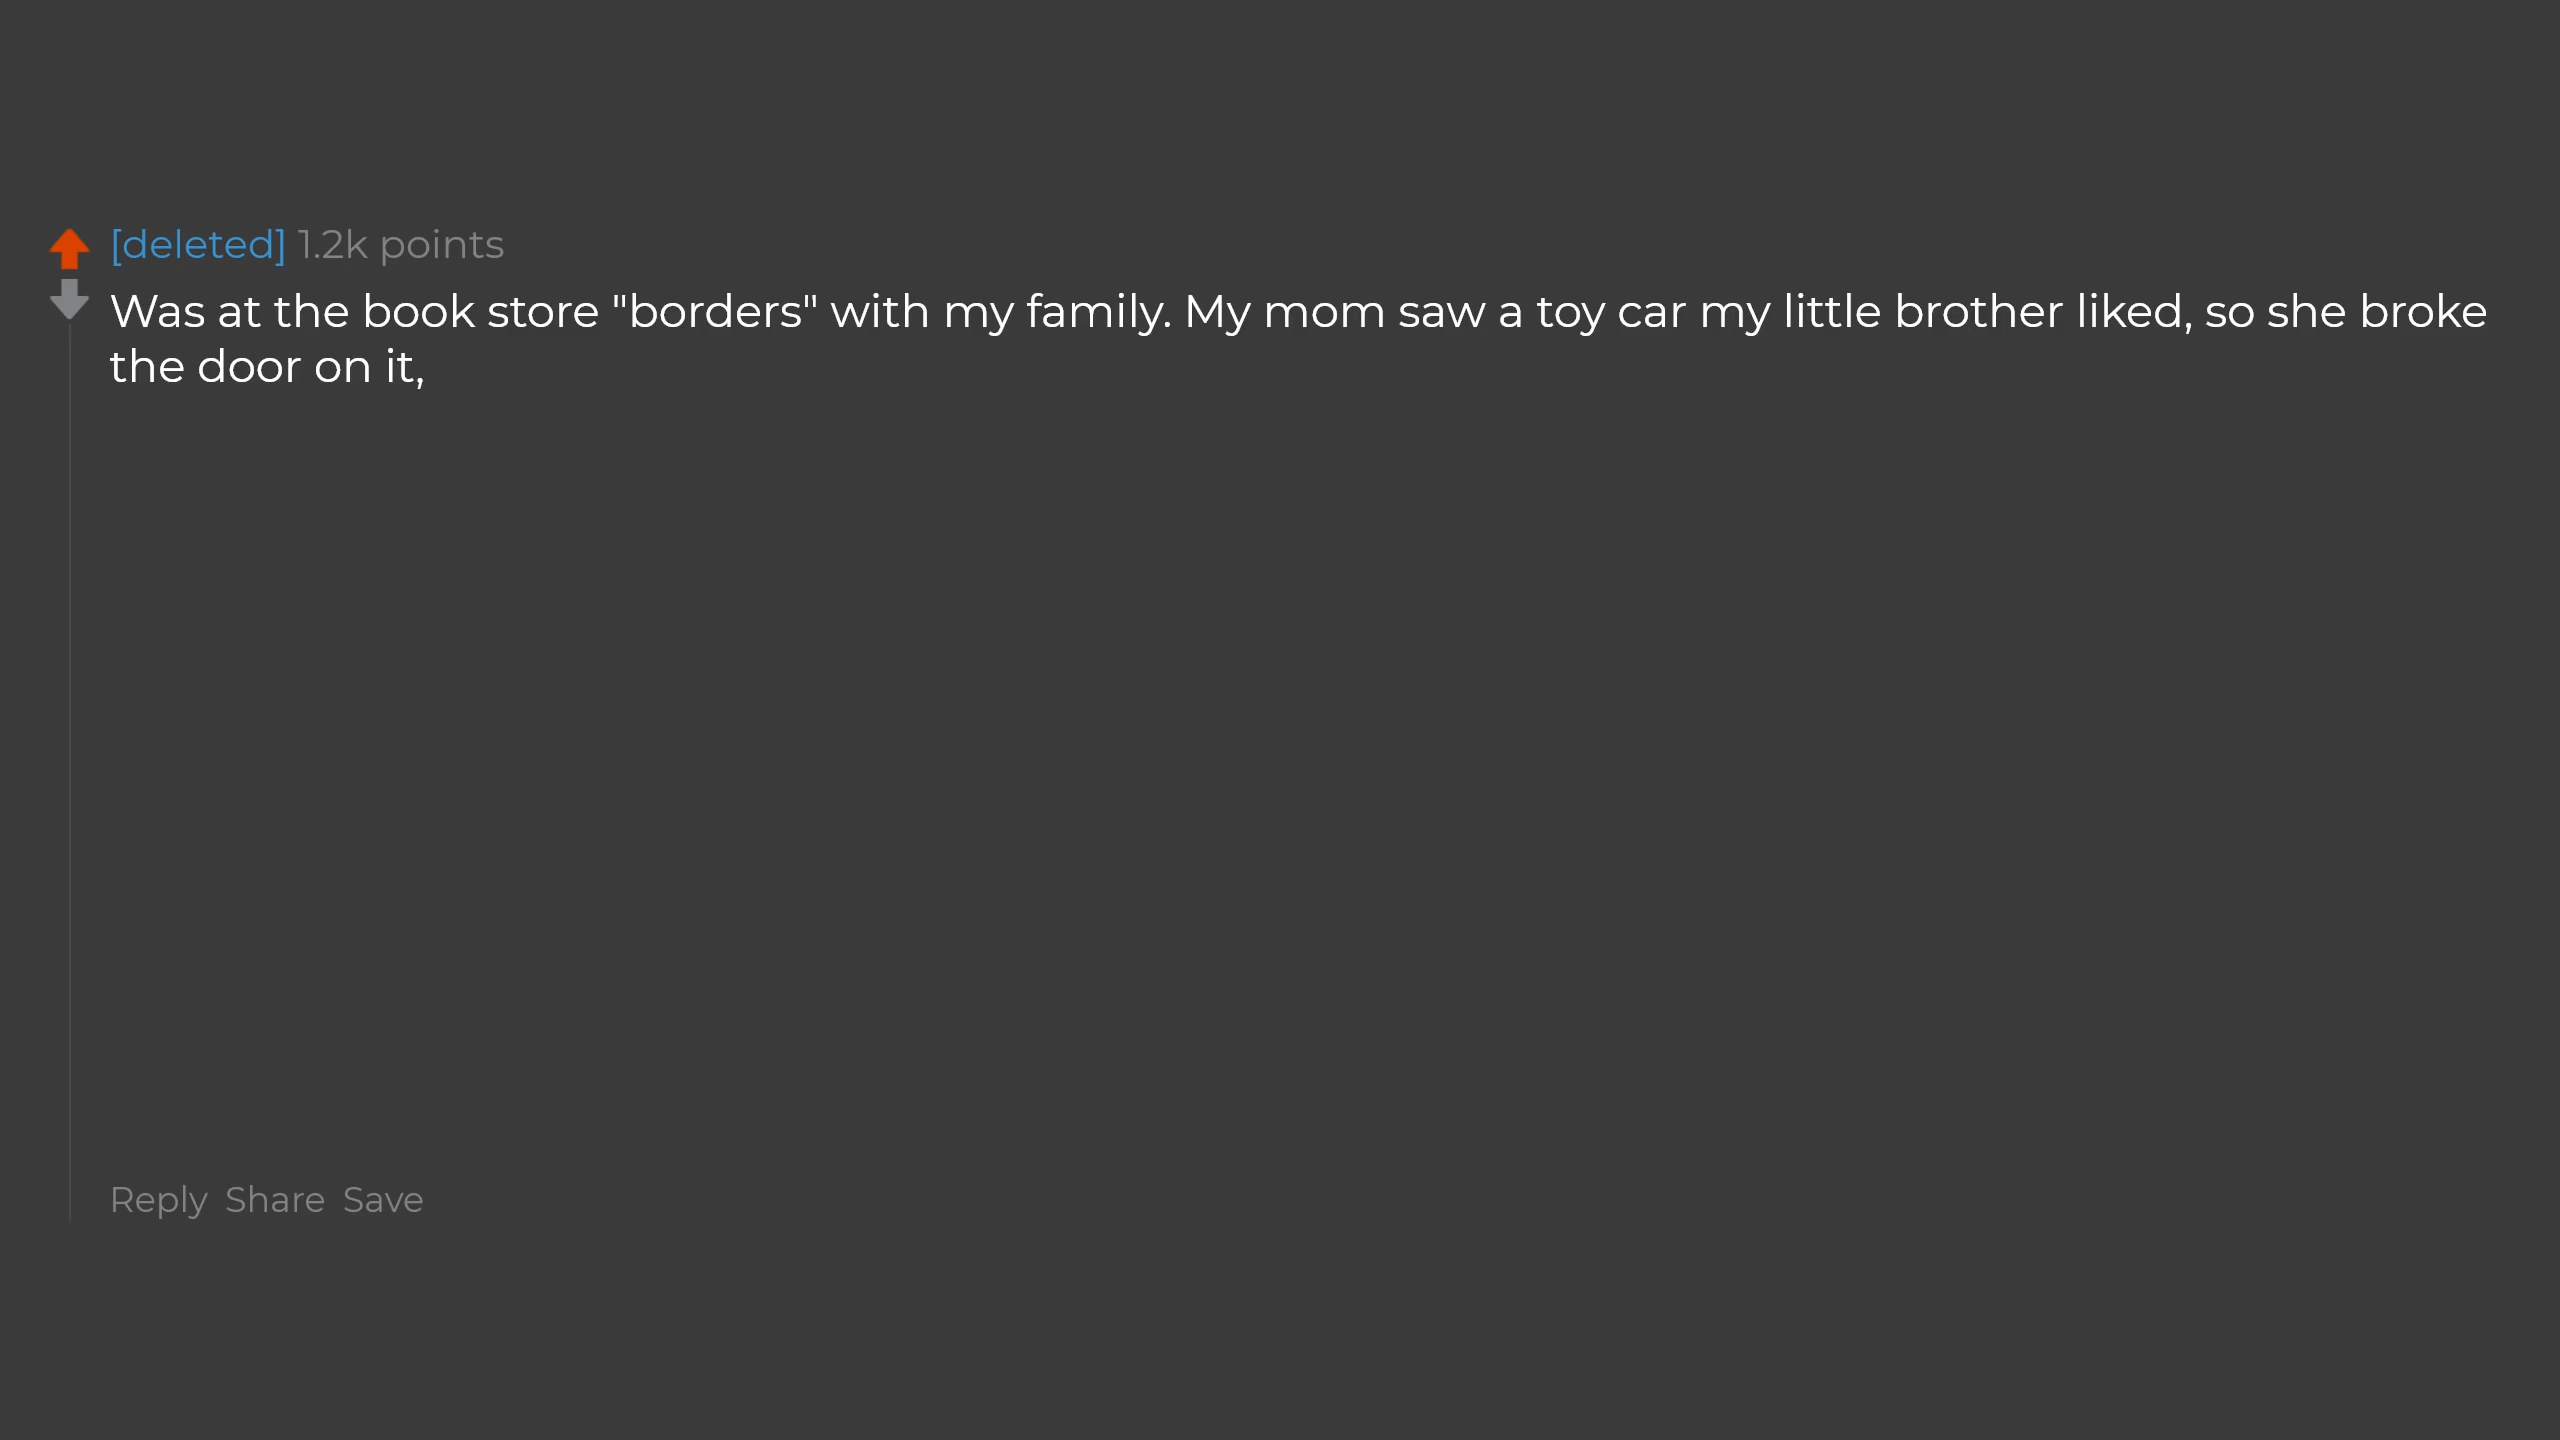 [deleted] 1.2k points
Was at the book store "borders" with my family. My mom saw a toy car my little brother liked, so she broke
the door on it,
Reply Share Save